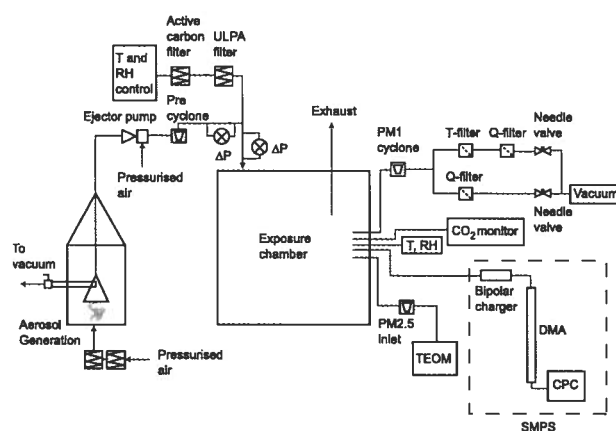 Active
carbon
filter
ULPA
filter
T and
RH
control
Pre
cyclone
Ejector pump
ΔP
ΔP
Pressurised
air
Exhaust
PM1
cyclone
T-filter
Q-filter
Needle
valve
Q-filter
Vacuum
Needle
valve
Exposure
chamber
CO2 monitor
T, RH
To
vacuum
Bipolar
charger
Aerosol
Generation
PM2.5
Inlet
DMA
Pressurised
air
TEOM
CPC
SMPS